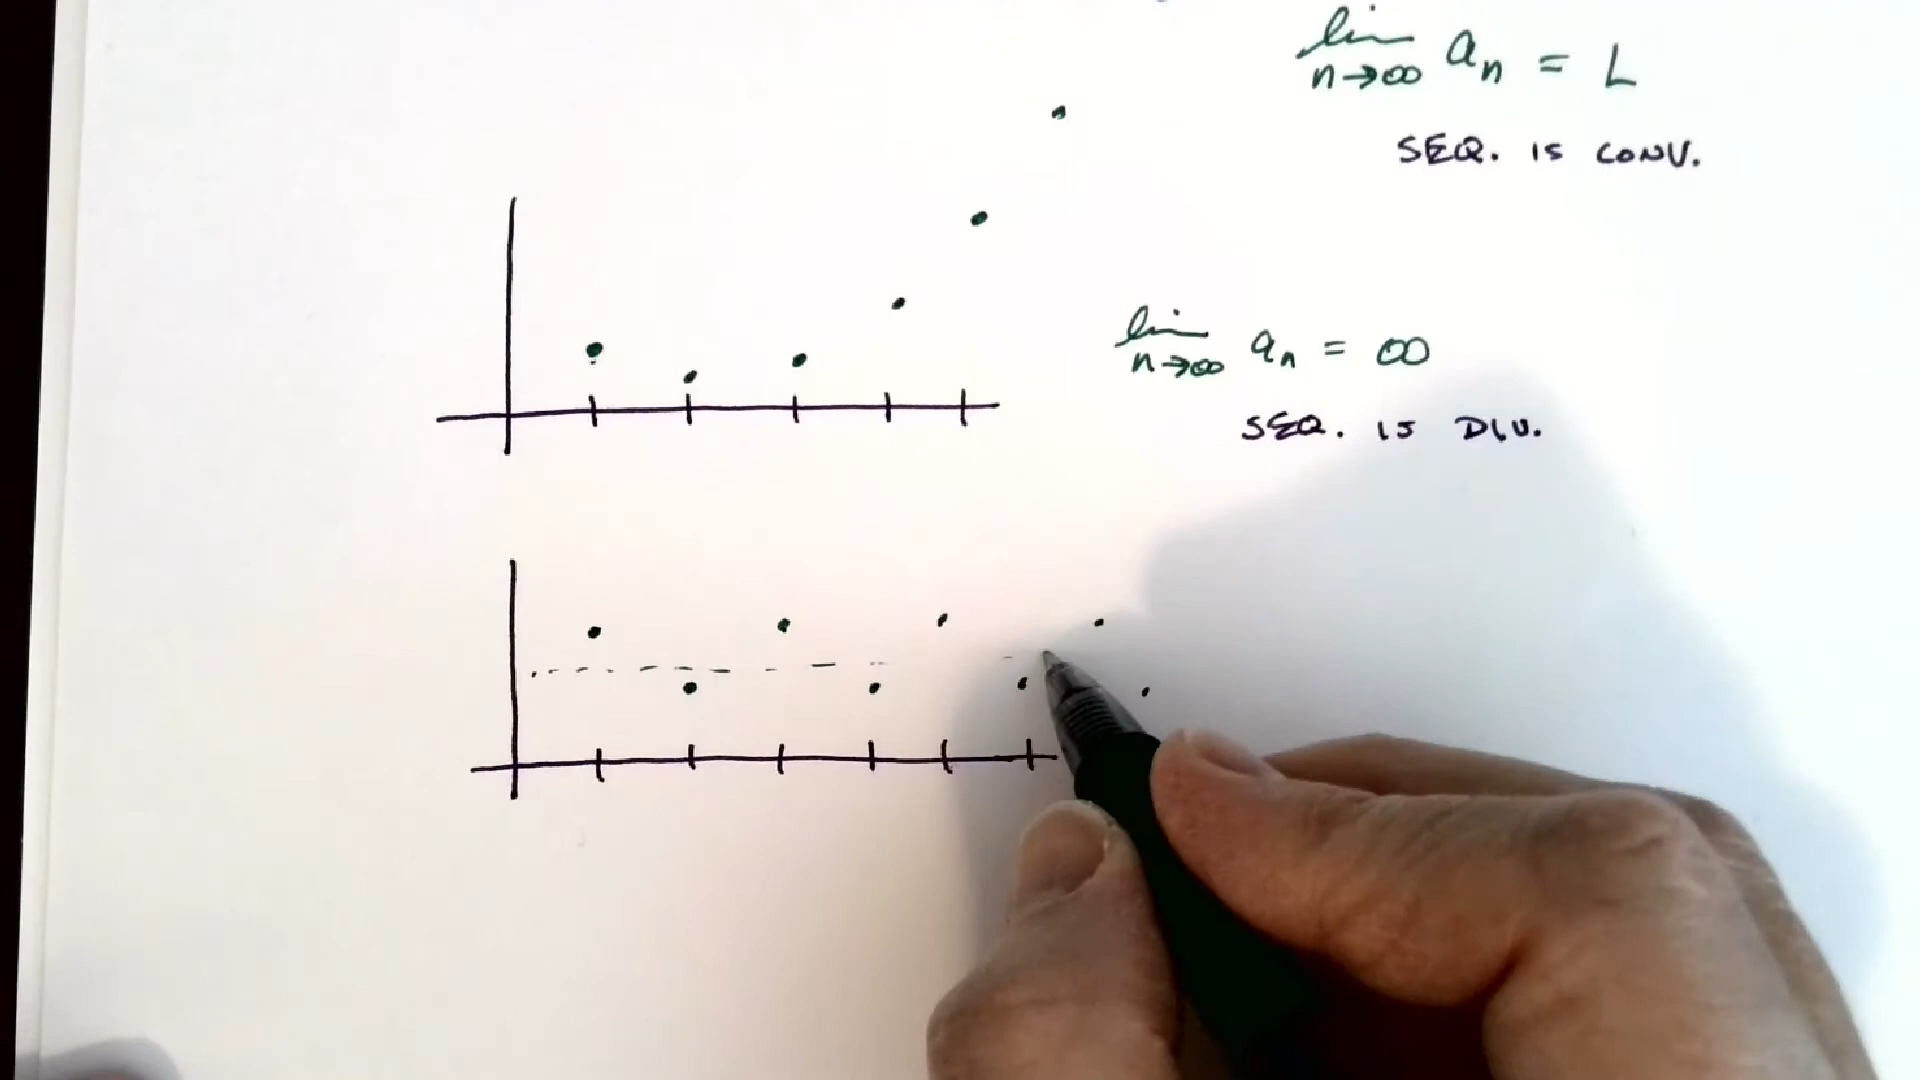 lim n→∞ aₙ = L
SEQ. IS CONV.
lim n→∞ aₙ = ∞
SEQ. IS DIV.